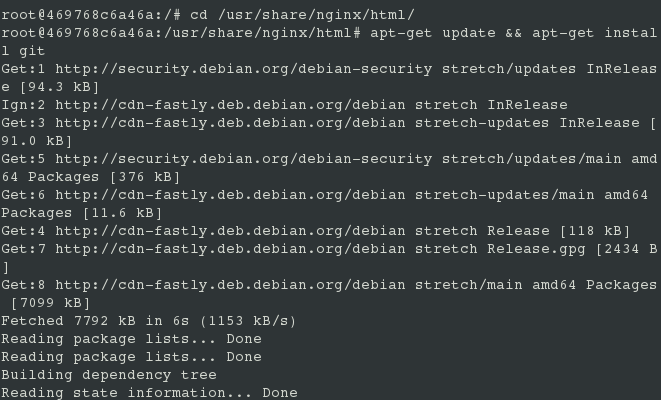 root@469768c6a46a:/# cd /usr/share/nginx/html/
root@469768c6a46a:/usr/share/nginx/html# apt-get update && apt-get instal
l git
Get:1 http://security.debian.org/debian-security stretch/updates InReleas
e [94.3 kB]
Ign:2 http://cdn-fastly.deb.debian.org/debian stretch InRelease
Get:3 http://cdn-fastly.deb.debian.org/debian stretch-updates InRelease [
91.0 kB]
Get:5 http://security.debian.org/debian-security stretch/updates/main amd
64 Packages [376 kB]
Get:6 http://cdn-fastly.deb.debian.org/debian stretch-updates/main amd64
Packages [11.6 kB]
Get:4 http://cdn-fastly.deb.debian.org/debian stretch Release [118 kB]
Get:7 http://cdn-fastly.deb.debian.org/debian stretch Release.gpg [2434 B
]
Get:8 http://cdn-fastly.deb.debian.org/debian stretch/main amd64 Packages
 [7099 kB]
Fetched 7792 kB in 6s (1153 kB/s)
Reading package lists... Done
Reading package lists... Done
Building dependency tree
Reading state information... Done